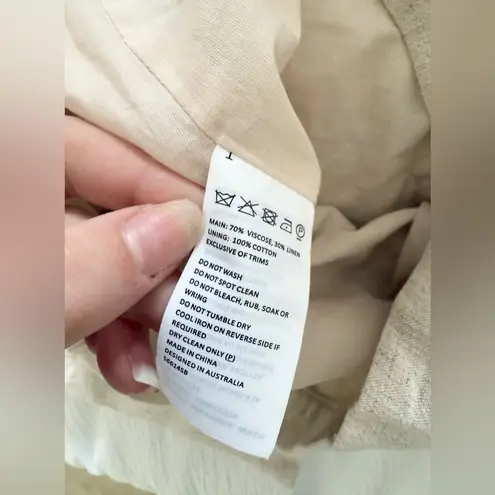 MAIN: 70% VISCOSE, 30% LINEN
LINING: 100% COTTON
EXCLUSIVE OF TRIMS
DO NOT WASH
DO NOT SPOT CLEAN
DO NOT BLEACH, RUB, SOAK OR
WRING
DO NOT TUMBLE DRY
COOL IRON ON REVERSE SIDE IF
REQUIRED
DRY CLEAN ONLY (P)
MADE IN CHINA
DESIGNED IN AUSTRALIA